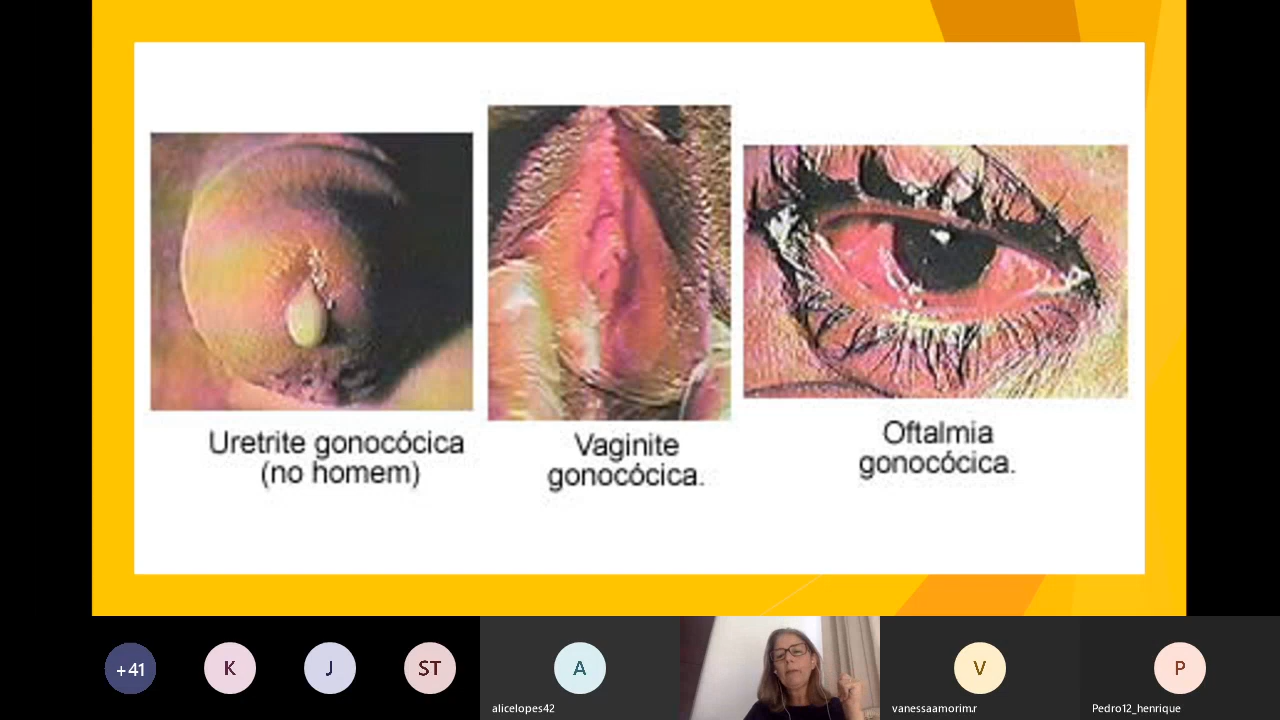 Uretrite gonocócica
(no homem)
Vaginite
gonocócica.
Oftalmia
gonocócica.
+41
K
J
ST
A
V
P
alicelopes42
vanessaamorim.r
Pedro12_henrique